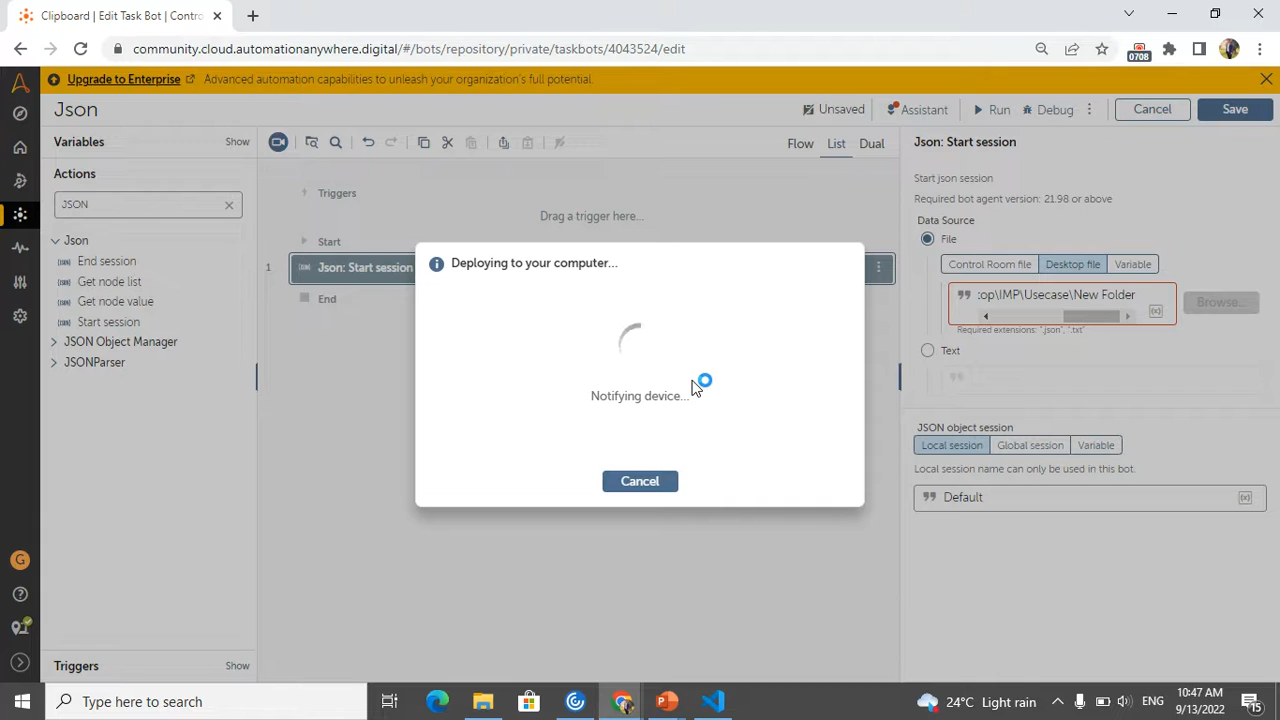 Clipboard | Edit Task Bot | Contro
community.cloud.automationanywhere.digital/#/bots/repository/private/taskbots/4043524/edit
0708
Upgrade to Enterprise Advanced automation capabilities to unleash your organization's full potential.
Json
Unsaved
Assistant
Run
Debug
Cancel
Save
Variables
Show
Flow
List
Dual
Json: Start session
Actions
JSON
Json
End session
Get node list
Get node value
Start session
JSON Object Manager
JSONParser
Triggers
Show
Triggers
Drag a trigger here...
Start
1
Json: Start session
End
Deploying to your computer...
Notifying device...
Cancel
Start json session
Required bot agent version: 21.98 or above
Data Source
File
Control Room file
Desktop file
Variable
:op\IMP\Usecase\New Folder
Browse...
Required extensions: ".json", ".txt"
Text
JSON object session
Local session
Global session
Variable
Local session name can only be used in this bot.
Default
G
Type here to search
24°C Light rain
ENG
10:47 AM
9/13/2022
15